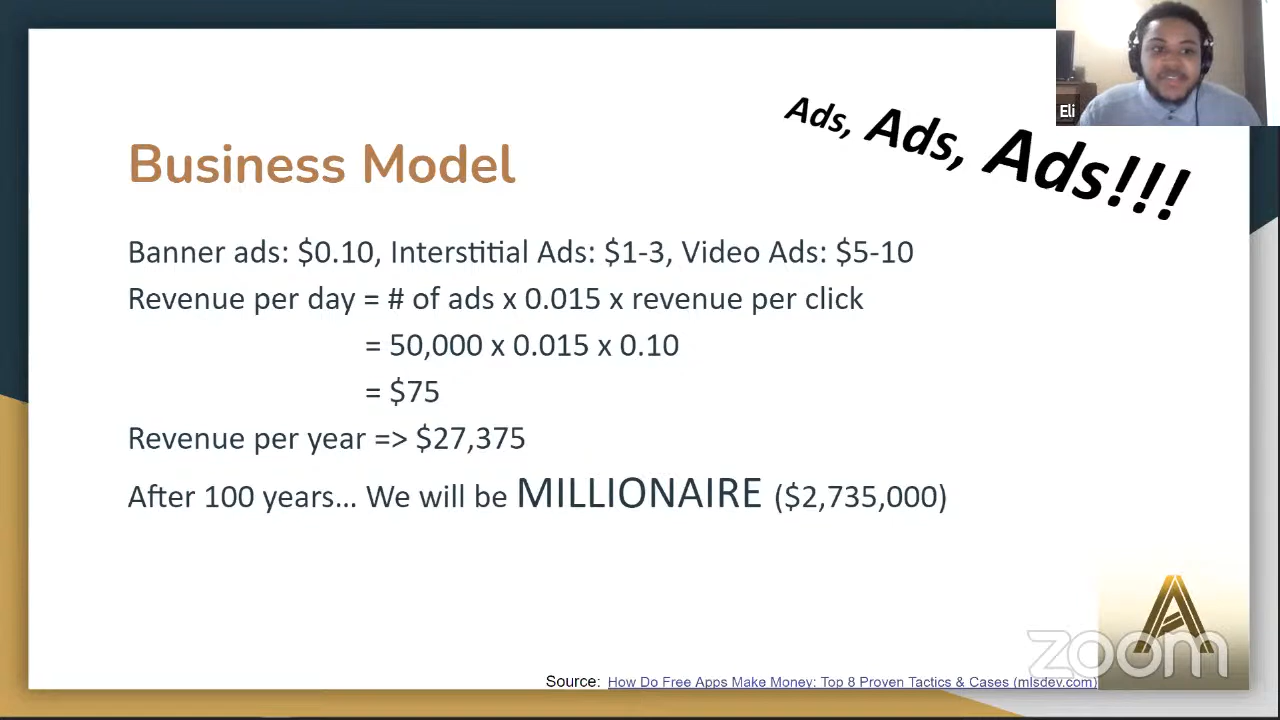 Eli
Ads, Ads, Ads!!!
Business Model
Banner ads: $0.10, Interstitial Ads: $1-3, Video Ads: $5-10
Revenue per day = # of ads x 0.015 x revenue per click
= 50,000 x 0.015 x 0.10
= $75
Revenue per year => $27,375
After 100 years... We will be MILLIONAIRE ($2,735,000)
A
zoom
Source: How Do Free Apps Make Money: Top 8 Proven Tactics & Cases (mlsdev.com)